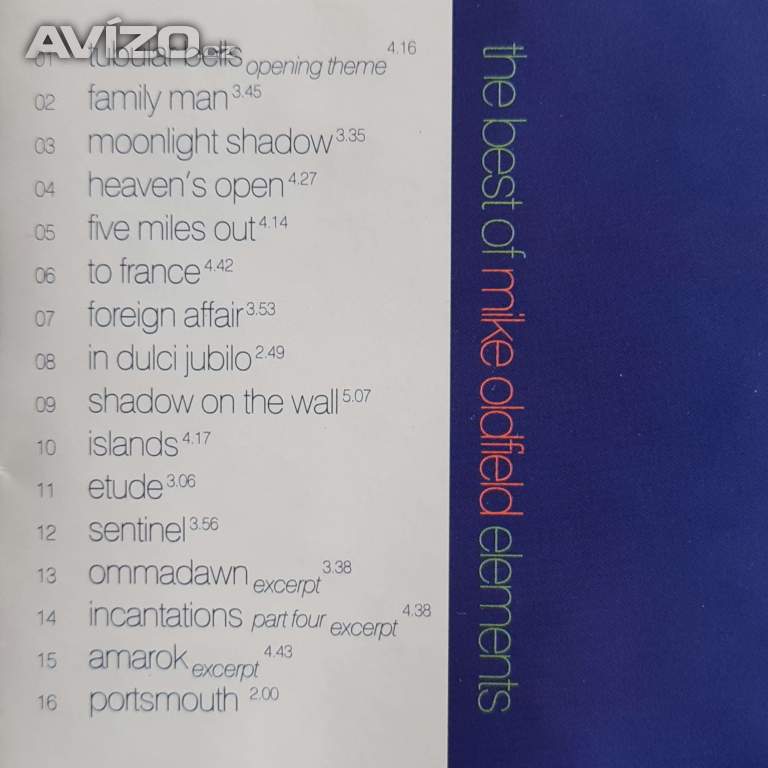 AVÍZO.cz
01 tubular bells opening theme 4.16
02 family man 3.45
03 moonlight shadow 3.35
04 heaven's open 4.27
05 five miles out 4.14
06 to france 4.42
07 foreign affair 3.53
08 in dulci jubilo 2.49
09 shadow on the wall 5.07
10 islands 4.17
11 etude 3.06
12 sentinel 3.56
13 ommadawn excerpt 3.38
14 incantations part four excerpt 4.38
15 amarok excerpt 4.43
16 portsmouth 2.00
the best of mike oldfield elements